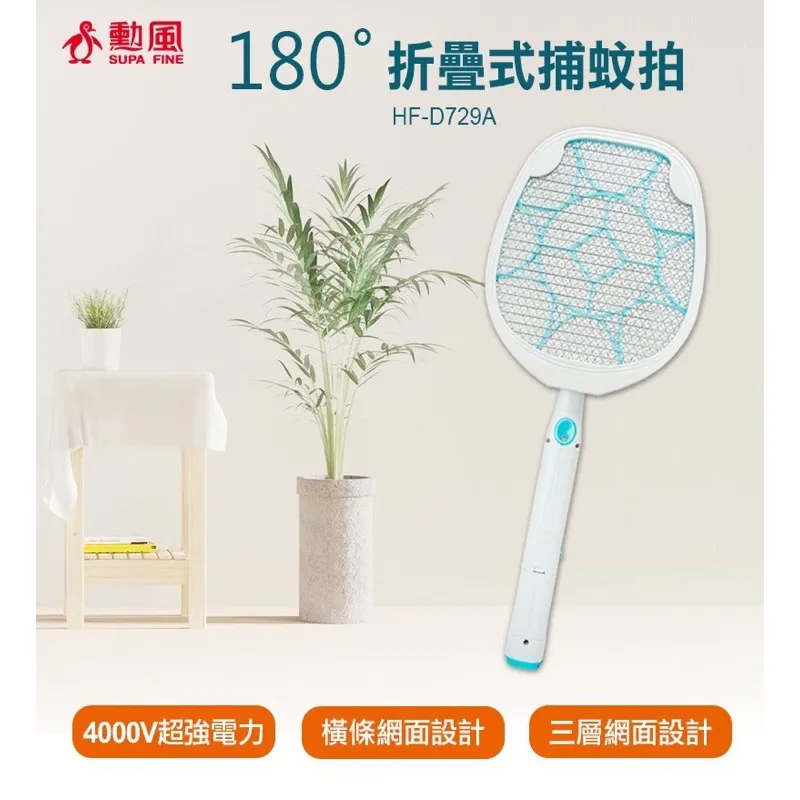 勳風
SUPA FINE
180° 折疊式捕蚊拍
HF-D729A
4000V超強電力
橫條網面設計
三層網面設計